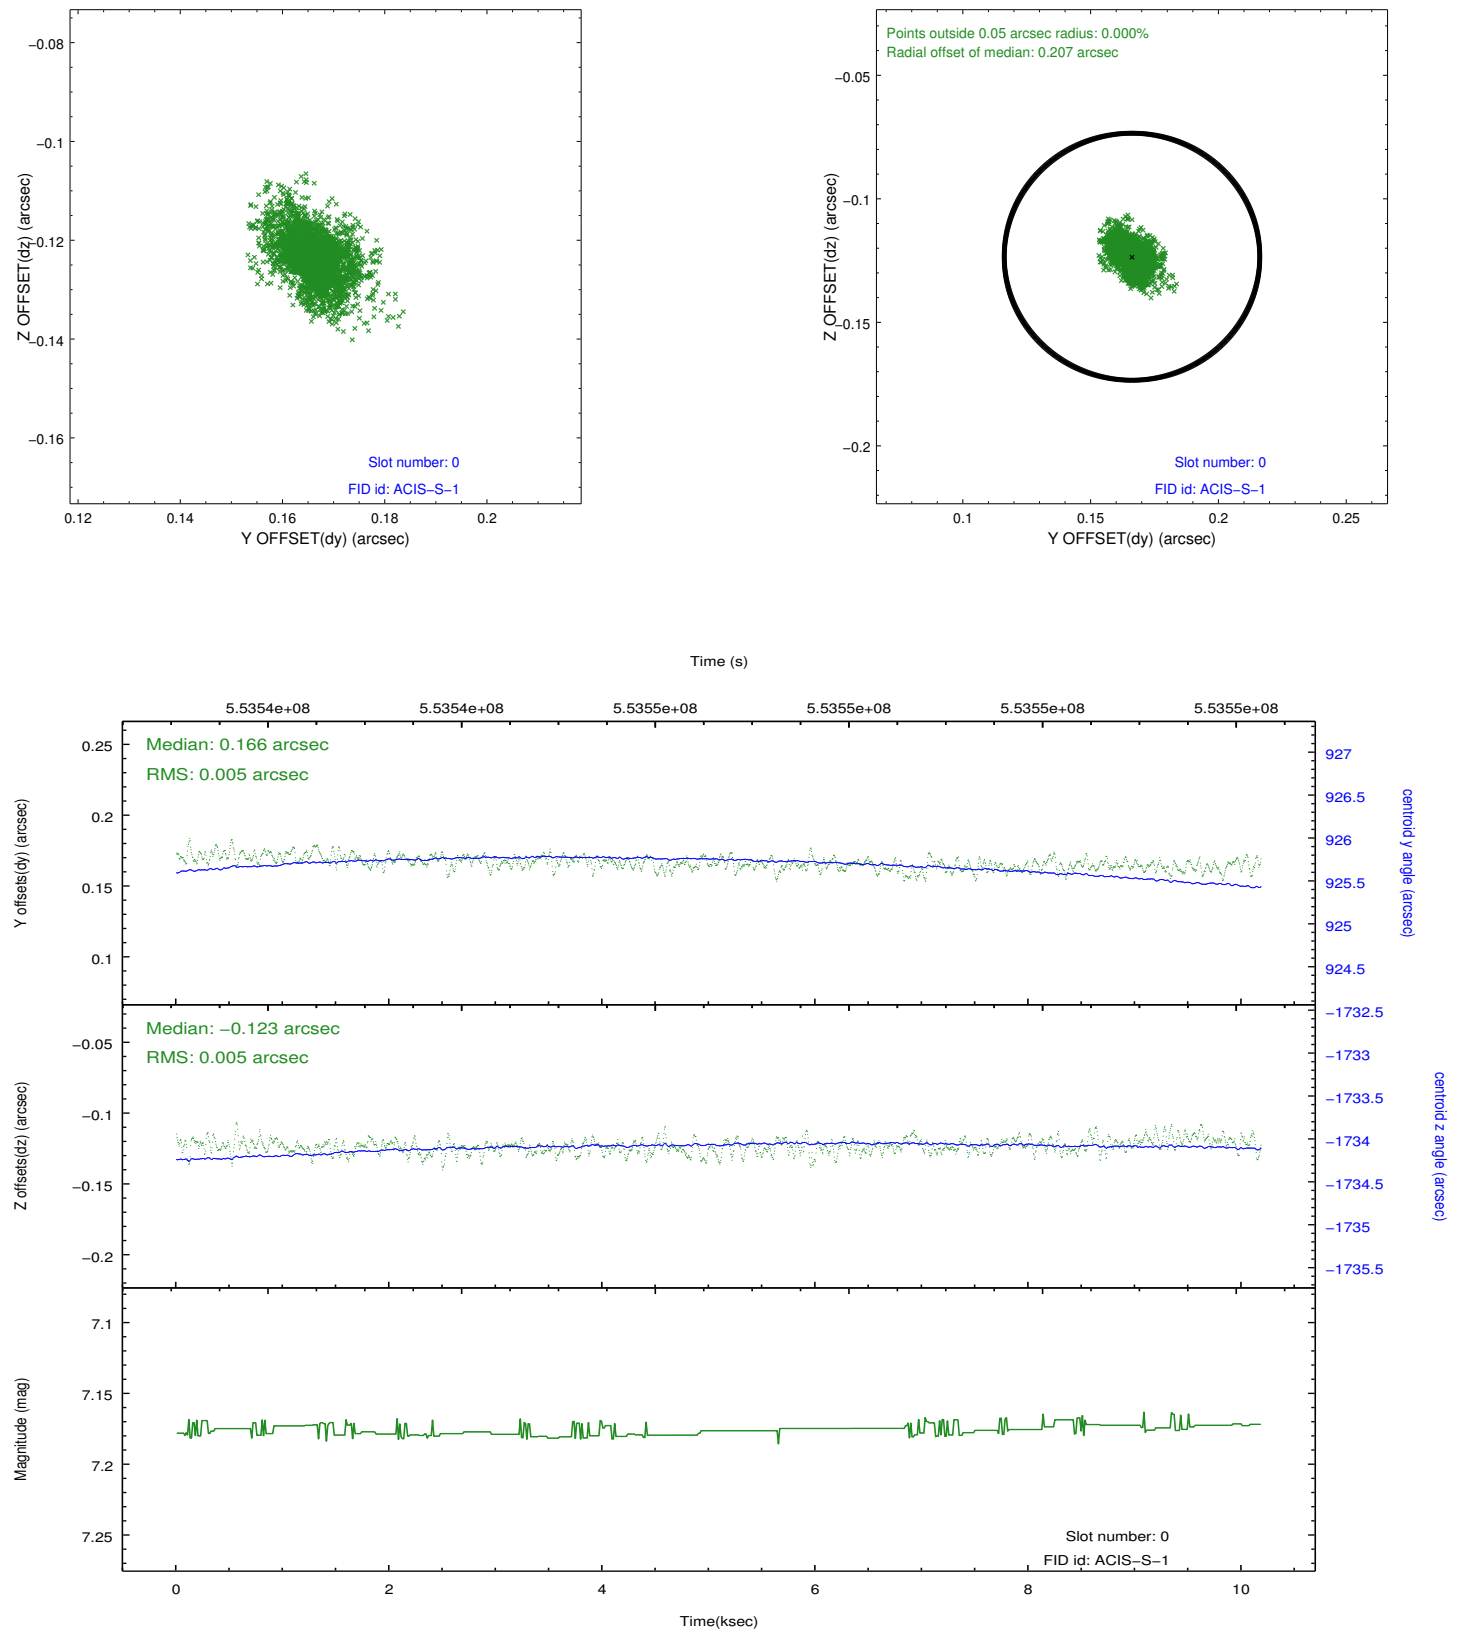 −0.08
−0.1
−0.12
−0.14
−0.16
Z OFFSET(dz) (arcsec)
Slot number: 0
FID id: ACIS−S−1
0.12 0.14 0.16 0.18 0.2
Y OFFSET(dy) (arcsec)
Points outside 0.05 arcsec radius: 0.000%
Radial offset of median: 0.207 arcsec
−0.05
−0.1
−0.15
−0.2
Z OFFSET(dz) (arcsec)
Slot number: 0
FID id: ACIS−S−1
0.1 0.15 0.2 0.25
Y OFFSET(dy) (arcsec)
Time (s)
5.5354e+08 5.5354e+08 5.5355e+08 5.5355e+08 5.5355e+08 5.5355e+08
Median: 0.166 arcsec
RMS: 0.005 arcsec
0.25
0.2
0.15
0.1
Y offsets(dy) (arcsec)
927
926.5
926
925.5
925
924.5
centroid y angle (arcsec)
Median: −0.123 arcsec
RMS: 0.005 arcsec
−0.05
−0.1
−0.15
−0.2
Z offsets(dz) (arcsec)
−1732.5
−1733
−1733.5
−1734
−1734.5
−1735
−1735.5
centroid z angle (arcsec)
7.1
7.15
7.2
7.25
Magnitude (mag)
Slot number: 0
FID id: ACIS−S−1
0 2 4 6 8 10
Time(ksec)